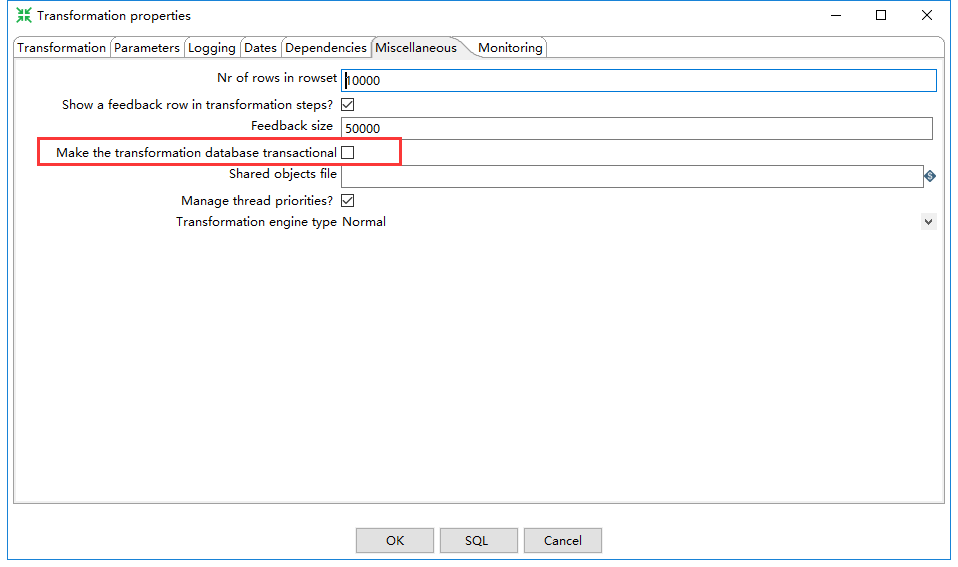 Transformation properties
Transformation Parameters Logging Dates Dependencies Miscellaneous Monitoring
Nr of rows in rowset 10000
Show a feedback row in transformation steps?
Feedback size 50000
Make the transformation database transactional
Shared objects file
Manage thread priorities?
Transformation engine type Normal
OK SQL Cancel